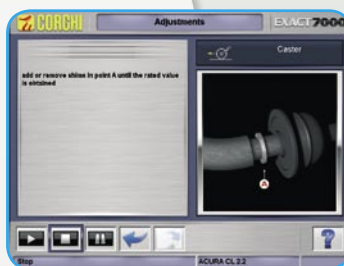 CORGHI
Adjustments
EXACT7000
Caster
add or remove shims in point A until the rated value
is obtained
A
?
Stop
ACURA CL 2.2